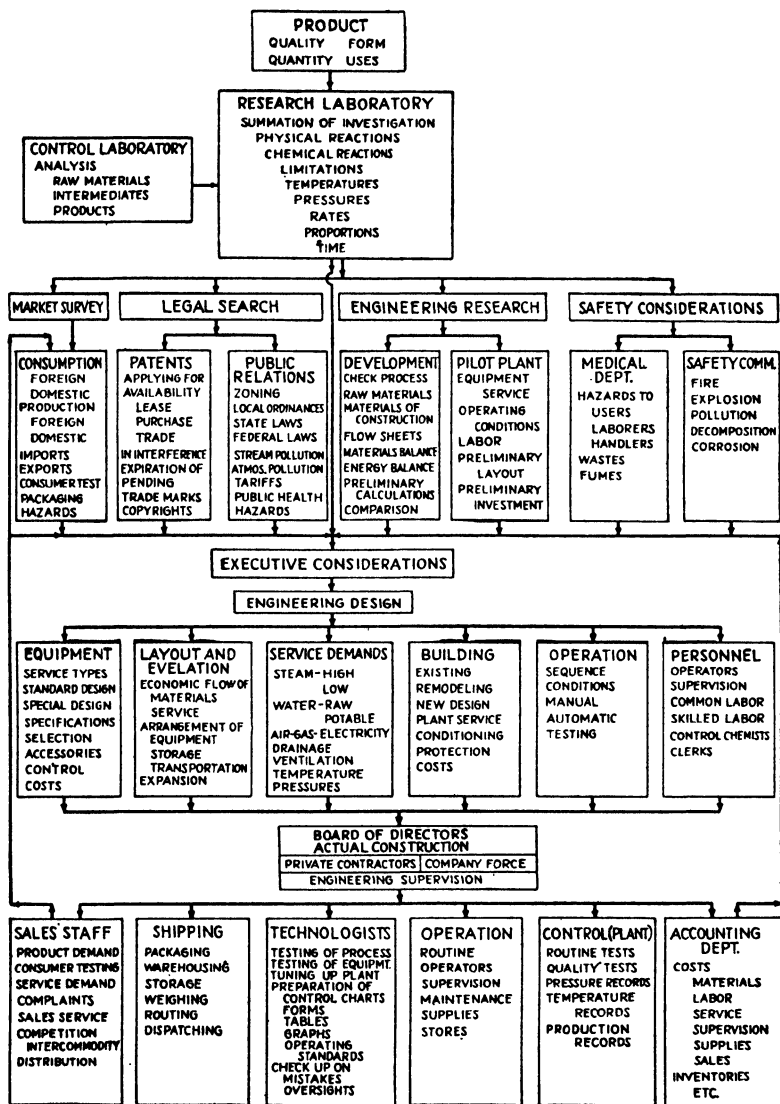 PRODUCT
QUALITY FORM
QUANTITY USES
RESEARCH LABORATORY
SUMMATION OF INVESTIGATION
PHYSICAL REACTIONS
CHEMICAL REACTIONS
LIMITATIONS
TEMPERATURES
PRESSURES
RATES
PROPORTIONS
TIME
CONTROL LABORATORY
ANALYSIS
RAW MATERIALS
INTERMEDIATES
PRODUCTS
MARKET SURVEY
LEGAL SEARCH
ENGINEERING RESEARCH
SAFETY CONSIDERATIONS
CONSUMPTION
FOREIGN
DOMESTIC
PRODUCTION
FOREIGN
DOMESTIC
IMPORTS
EXPORTS
CONSUMER TEST
PACKAGING
HAZARDS
PATENTS
APPLYING FOR
AVAILABILITY
LEASE
PURCHASE
TRADE
IN INTERFERENCE
EXPIRATION OF
PENDING
TRADE MARKS
COPYRIGHTS
PUBLIC
RELATIONS
ZONING
LOCAL ORDINANCES
STATE LAWS
FEDERAL LAWS
STREAM POLLUTION
ATMOS. POLLUTION
TARIFFS
PUBLIC HEALTH
HAZARDS
DEVELOPMENT
CHECK PROCESS
RAW MATERIALS
MATERIALS OF
CONSTRUCTION
FLOW SHEETS
MATERIALS BALANCE
ENERGY BALANCE
PRELIMINARY
CALCULATIONS
COMPARISON
PILOT PLANT
EQUIPMENT
SERVICE
OPERATING
CONDITIONS
LABOR
PRELIMINARY
LAYOUT
PRELIMINARY
INVESTMENT
MEDICAL
DEPT.
HAZARDS TO
USERS
LABORERS
HANDLERS
WASTES
FUMES
SAFETY COMM.
FIRE
EXPLOSION
POLLUTION
DECOMPOSITION
CORROSION
EXECUTIVE CONSIDERATIONS
ENGINEERING DESIGN
EQUIPMENT
SERVICE TYPES
STANDARD DESIGN
SPECIAL DESIGN
SPECIFICATIONS
SELECTION
ACCESSORIES
CONTROL
COSTS
LAYOUT AND
EVELATION
ECONOMIC FLOW OF
MATERIALS
SERVICE
ARRANGEMENT OF
EQUIPMENT
STORAGE
TRANSPORTATION
EXPANSION
SERVICE DEMANDS
STEAM-HIGH
LOW
WATER-RAW
POTABLE
AIR-GAS-ELECTRICITY
DRAINAGE
VENTILATION
TEMPERATURE
PRESSURES
BUILDING
EXISTING
REMODELING
NEW DESIGN
PLANT SERVICE
CONDITIONING
PROTECTION
COSTS
OPERATION
SEQUENCE
CONDITIONS
MANUAL
AUTOMATIC
TESTING
PERSONNEL
OPERATORS
SUPERVISION
COMMON LABOR
SKILLED LABOR
CONTROL CHEMISTS
CLERKS
BOARD OF DIRECTORS
ACTUAL CONSTRUCTION
PRIVATE CONTRACTORS COMPANY FORCE
ENGINEERING SUPERVISION
SALES STAFF
PRODUCT DEMAND
CONSUMER TESTING
SERVICE DEMAND
COMPLAINTS
SALES SERVICE
COMPETITION
INTERCOMMODITY
DISTRIBUTION
SHIPPING
PACKAGING
WAREHOUSING
STORAGE
WEIGHING
ROUTING
DISPATCHING
TECHNOLOGISTS
TESTING OF PROCESS
TESTING OF EQUIPMT.
TUNING UP PLANT
PREPARATION OF
CONTROL CHARTS
FORMS
TABLES
GRAPHS
OPERATING
STANDARDS
CHECK UP ON
MISTAKES
OVERSIGHTS
OPERATION
ROUTINE
OPERATORS
SUPERVISION
MAINTENANCE
SUPPLIES
STORES
CONTROL (PLANT)
ROUTINE TESTS
QUALITY TESTS
PRESSURE RECORDS
TEMPERATURE
RECORDS
PRODUCTION
RECORDS
ACCOUNTING
DEPT.
COSTS
MATERIALS
LABOR
SERVICE
SUPERVISION
SUPPLIES
SALES
INVENTORIES
ETC.